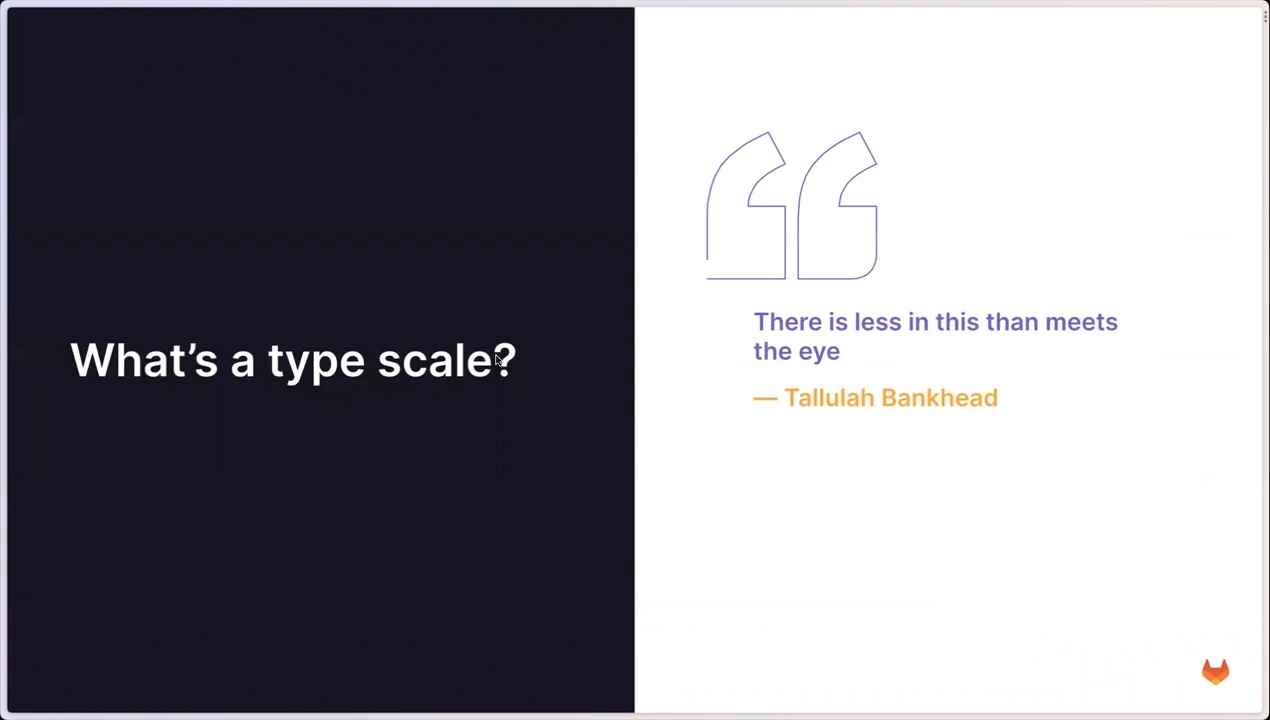 What’s a type scale?
There is less in this than meets
the eye
— Tallulah Bankhead